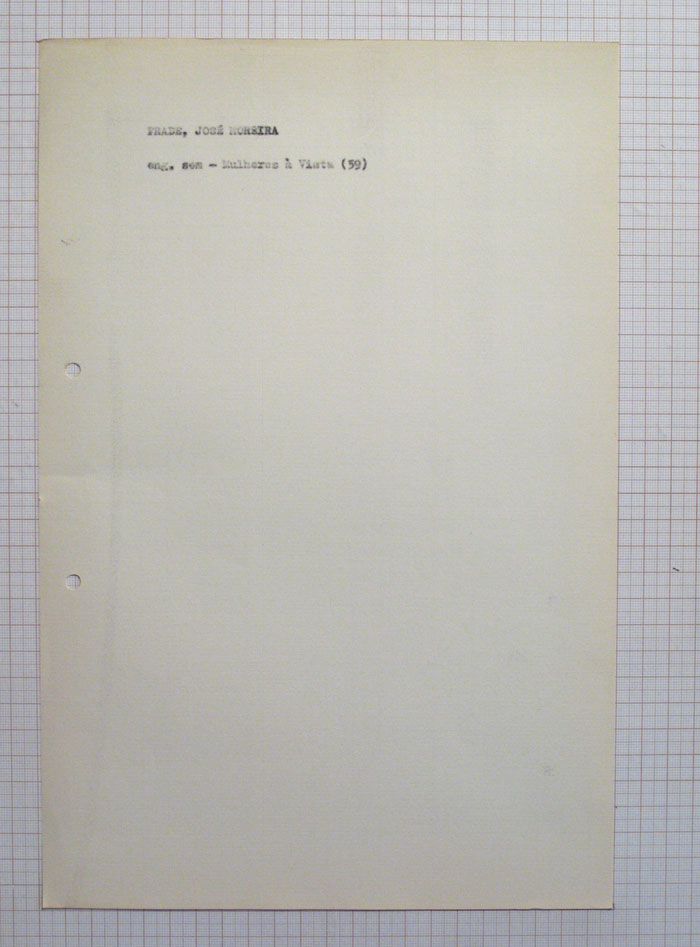 FRADE, JOSÉ MOREIRA
eng. som - Mulheres à Vista (59)